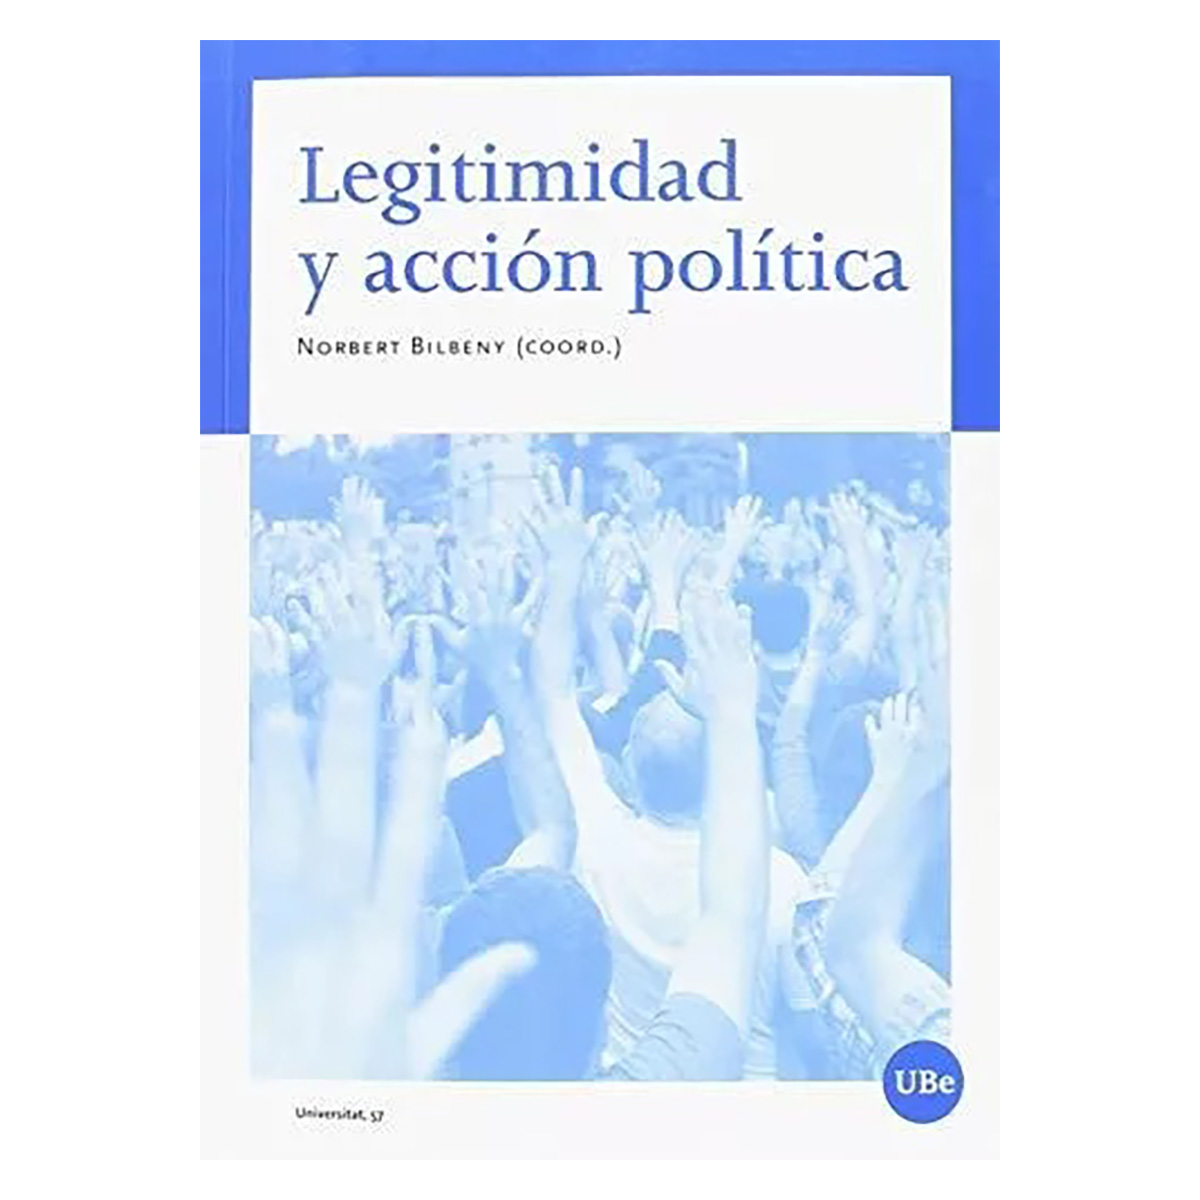 Legitimidad
y acción política
NORBERT BILBENY (COORD.)
UBe
Universitat, 57